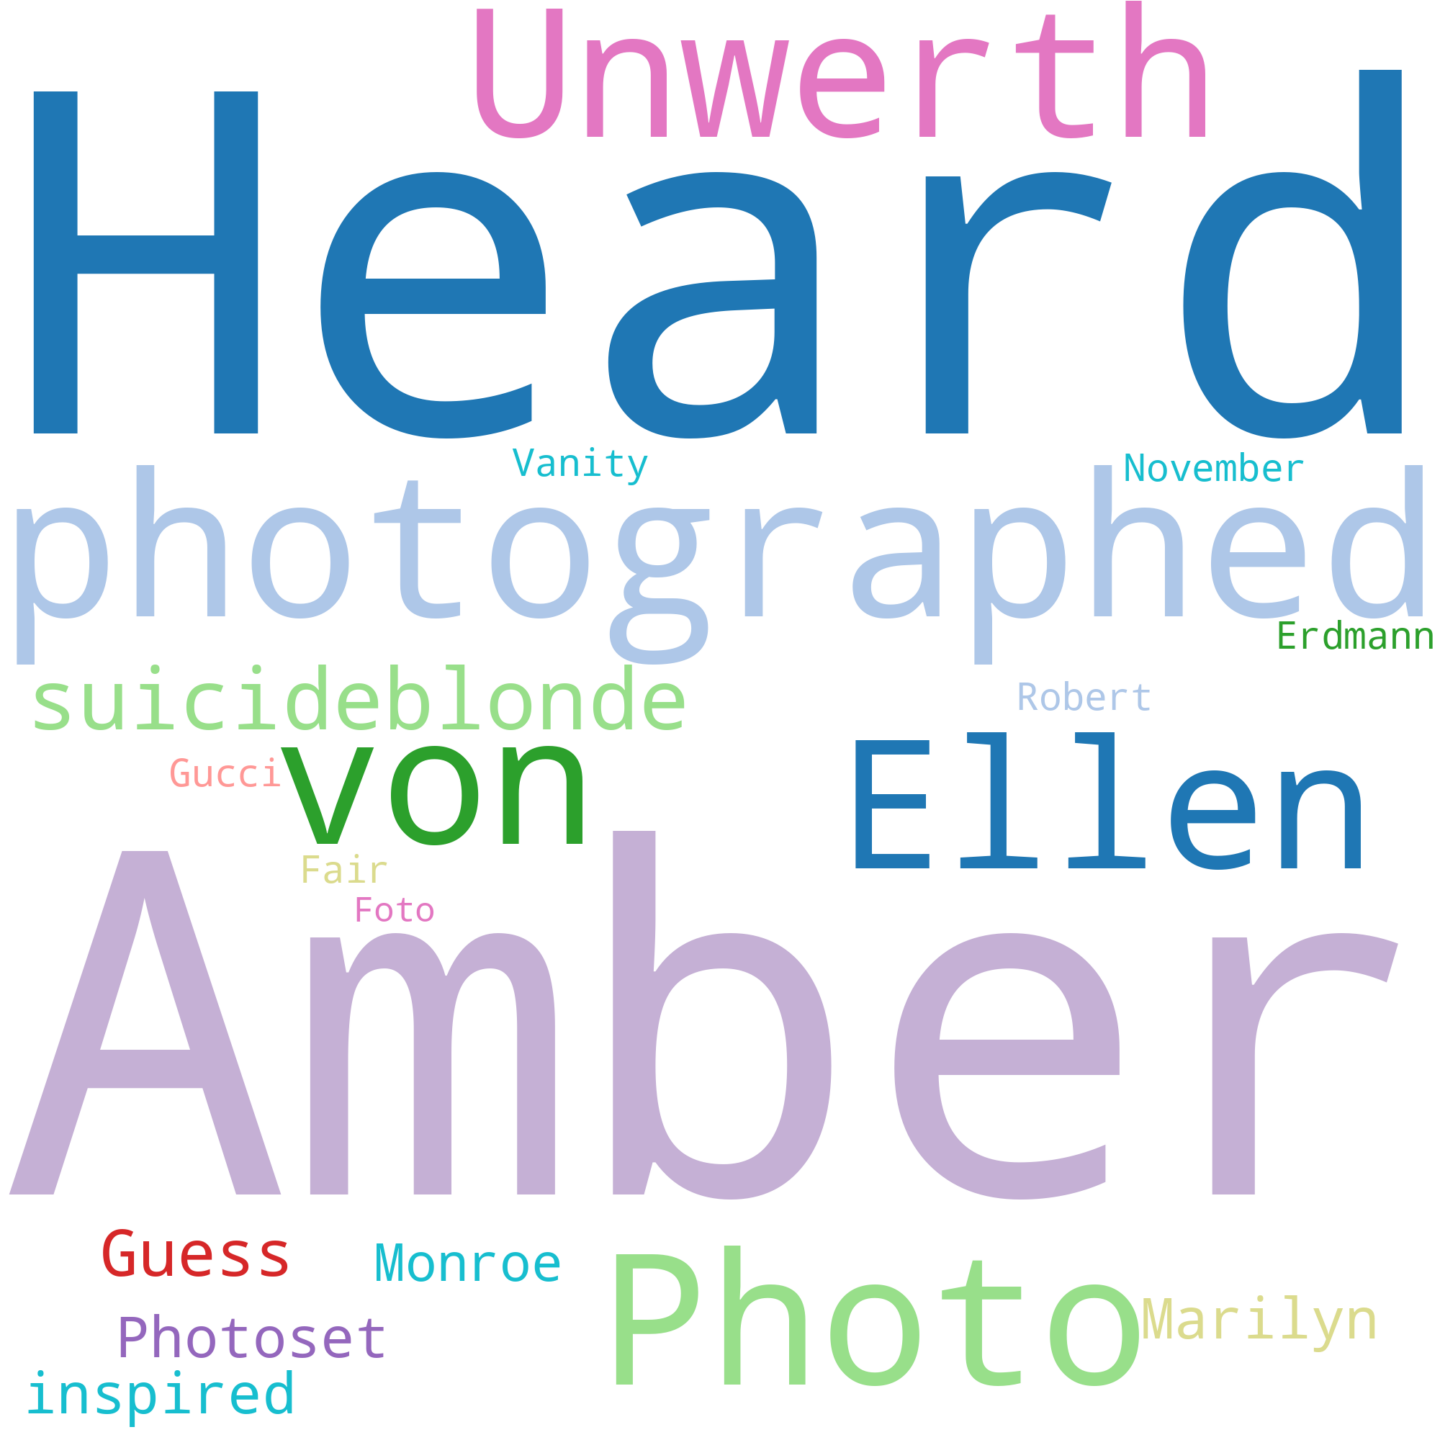 Unwerth
Heard
Vanity
November
photographed
Erdmann
suicideblonde
Robert
Gucci
von
Ellen
Fair
Foto
Amber
Guess
Monroe
Photo
Marilyn
Photoset
inspired